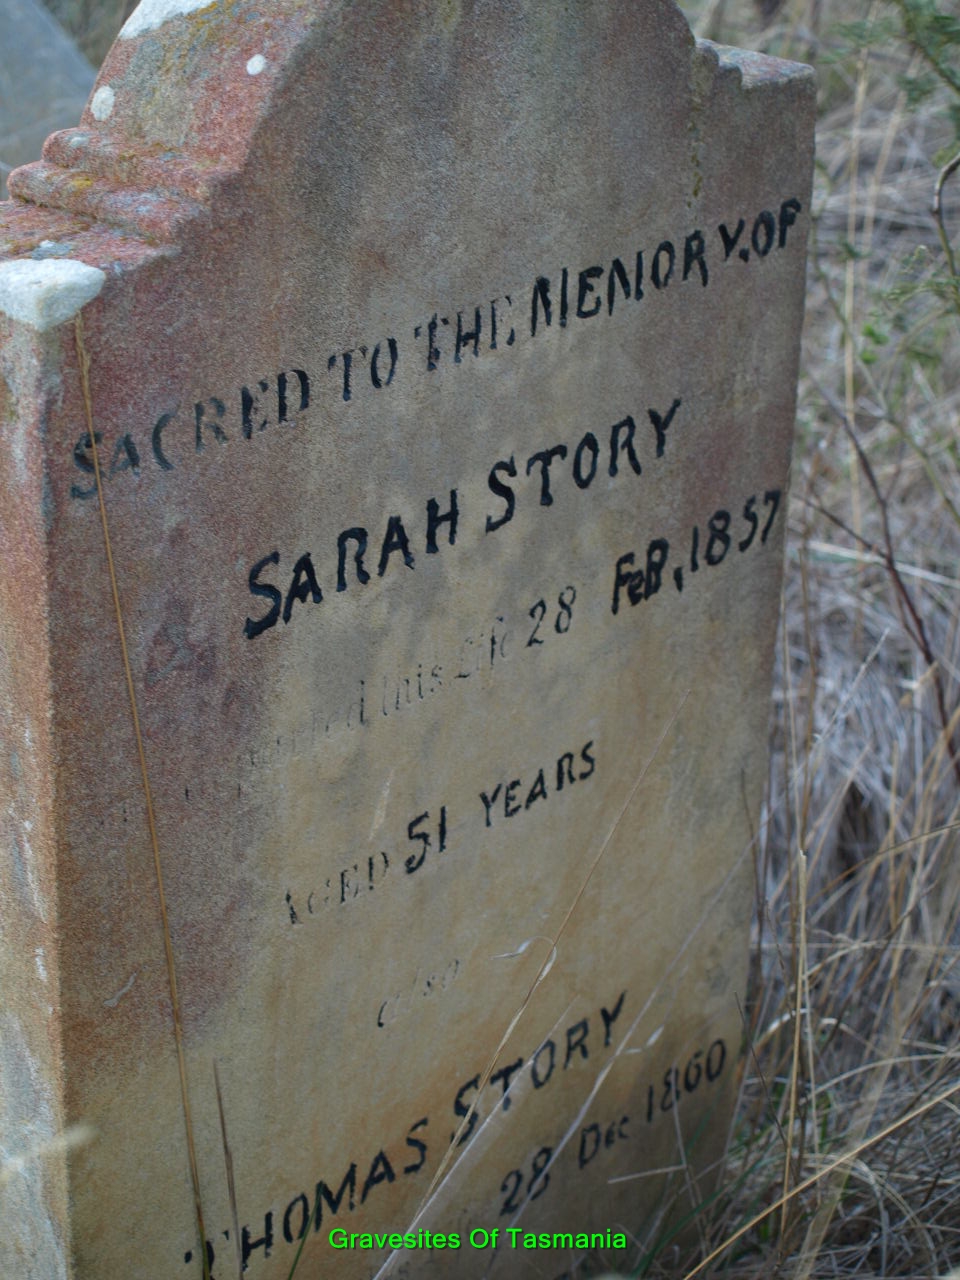 SACRED TO THE MEMORY.OF
SARAH STORY
this Life 28 FeB, 1857
AGED 51 YEARS
also
THOMAS STORY
28 Dec 1860
Gravesites Of Tasmania